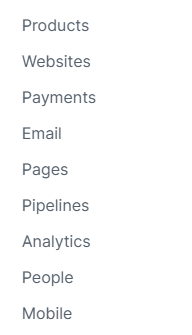 Products
Websites
Payments
Email
Pages
Pipelines
Analytics
People
Mobile